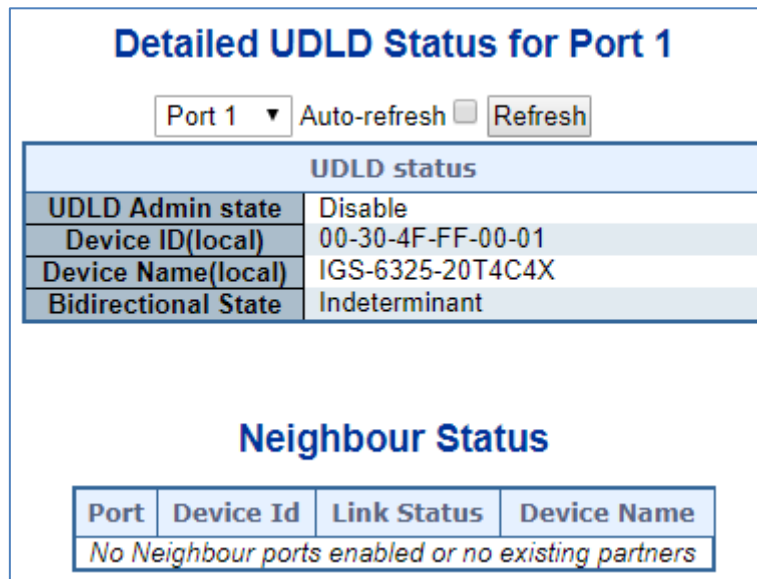 Detailed UDLD Status for Port 1
Port 1 Auto-refresh Refresh
UDLD status
UDLD Admin state Disable
Device ID(local) 00-30-4F-FF-00-01
Device Name(local) IGS-6325-20T4C4X
Bidirectional State Indeterminant
Neighbour Status
Port Device Id Link Status Device Name
No Neighbour ports enabled or no existing partners